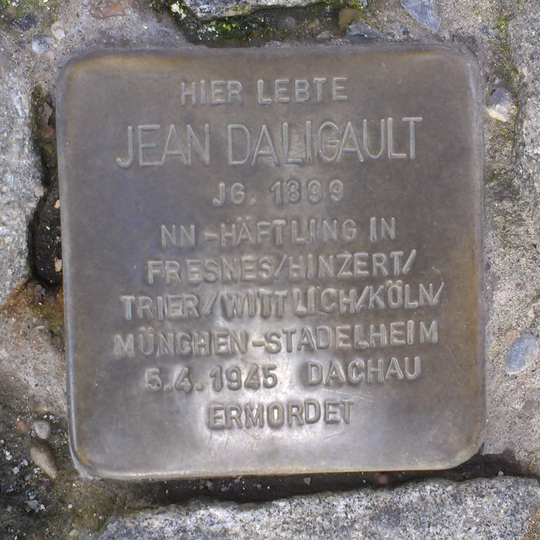 HIER LEBTE
JEAN DALIGAULT
JG. 1899
NN-HÄFTLING IN
FRESNES/HINZERT/
TRIER/WITTLICH/KÖLN/
MÜNCHEN-STADELHEIM
5.4.1945 DACHAU
ERMORDET